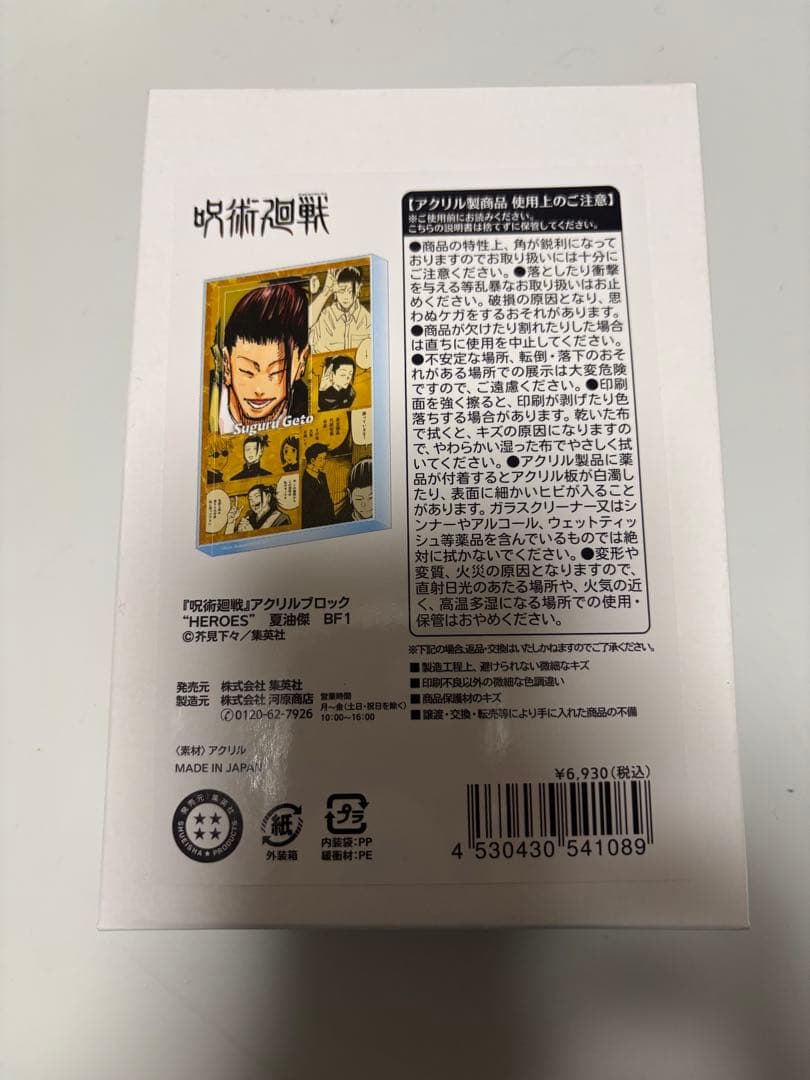 呪術廻戦
Suguru Geto
『呪術廻戦』アクリルブロック
“HEROES” 夏油傑 BF1
©芥見下々／集英社
発売元 株式会社 集英社
製造元 株式会社 河原商店
✆0120-62-7926
営業時間
月〜金(土日・祝日を除く)
10:00〜16:00
〈素材〉アクリル
MADE IN JAPAN
発売元：集英社
SHUEISHA★PRODUCTS
紙
外装箱
プラ
内装袋：PP
緩衝材：PE
【アクリル製商品 使用上のご注意】
※ご使用前にお読みください。
こちらの説明書は捨てずに保管してください。
●商品の特性上、角が鋭利になって
おりますのでお取り扱いには十分に
ご注意ください。●落としたり衝撃
を与える等乱暴なお取り扱いはお止
めください。破損の原因となり、思
わぬケガをするおそれがあります。
●商品が欠けたり割れたりした場合
は直ちに使用を中止してください。
●不安定な場所、転倒・落下のおそ
れがある場所での展示は大変危険
ですので、ご遠慮ください。●印刷
面を強く擦ると、印刷が剥げたり色
落ちする場合があります。乾いた布
で拭くと、キズの原因になりますの
で、やわらかい湿った布でやさしく拭
いてください。●アクリル製品に薬
品が付着するとアクリル板が白濁し
たり、表面に細かいヒビが入ること
があります。ガラスクリーナー又はシ
ンナーやアルコール、ウェットティッ
シュ等薬品を含んでいるものでは絶
対に拭かないでください。●変形や
変質、火災の原因となりますので、
直射日光のあたる場所や、火気の近
く、高温多湿になる場所での使用・
保管はおやめください。
※下記の場合、返品・交換はいたしかねますのでご了承ください。
■製造工程上、避けられない微細なキズ
■印刷不良以外の微細な色調違い
■商品保護材のキズ
■譲渡・交換・転売等により手に入れた商品の不備
¥6,930(税込)
4 530430 541089